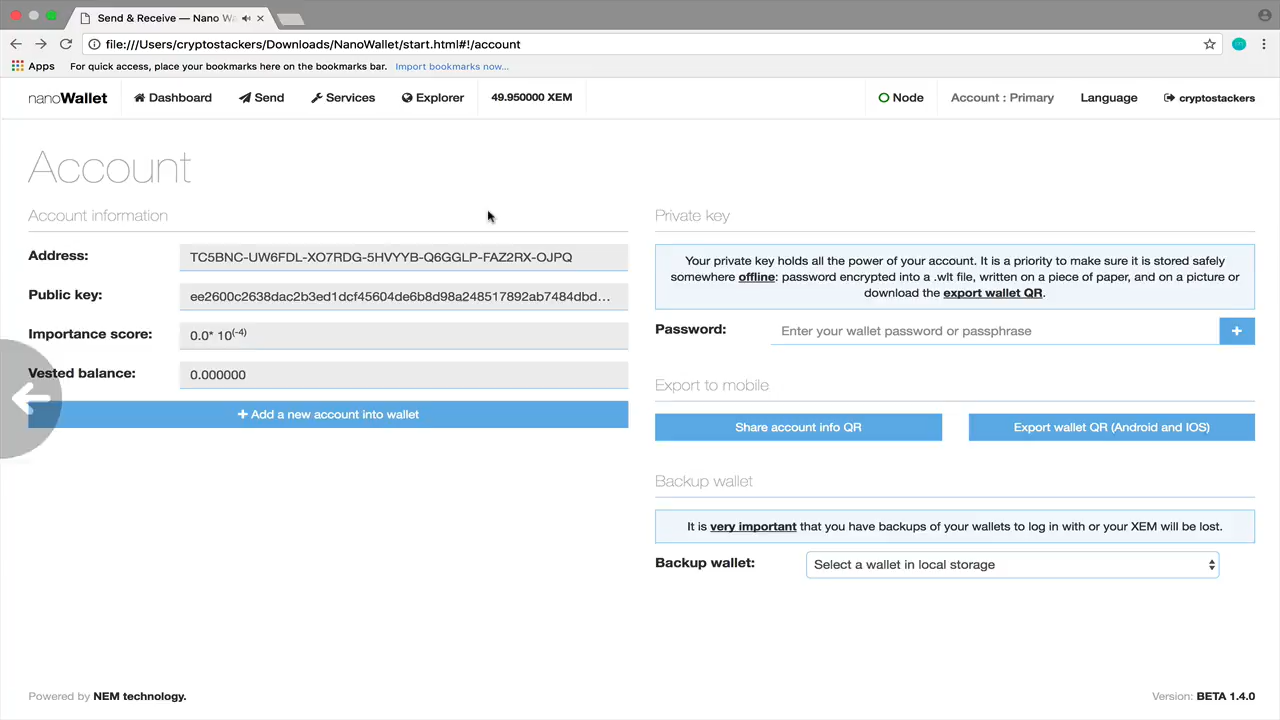 Send & Receive — Nano Wa
file:///Users/cryptostackers/Downloads/NanoWallet/start.html#!/account
Apps For quick access, place your bookmarks here on the bookmarks bar. Import bookmarks now...
nanoWallet Dashboard Send Services Explorer 49.950000 XEM Node Account : Primary Language cryptostackers
Account
Account information
Address: TC5BNC-UW6FDL-XO7RDG-5HVYYB-Q6GGLP-FAZ2RX-OJPQ
Public key: ee2600c2638dac2b3ed1dcf45604de6b8d98a248517892ab7484dbd...
Importance score: 0.0* 10(-4)
Vested balance: 0.000000
+ Add a new account into wallet
Private key
Your private key holds all the power of your account. It is a priority to make sure it is stored safely
somewhere offline: password encrypted into a .wlt file, written on a piece of paper, and on a picture or
download the export wallet QR.
Password: Enter your wallet password or passphrase +
Export to mobile
Share account info QR Export wallet QR (Android and IOS)
Backup wallet
It is very important that you have backups of your wallets to log in with or your XEM will be lost.
Backup wallet: Select a wallet in local storage
Powered by NEM technology. Version: BETA 1.4.0